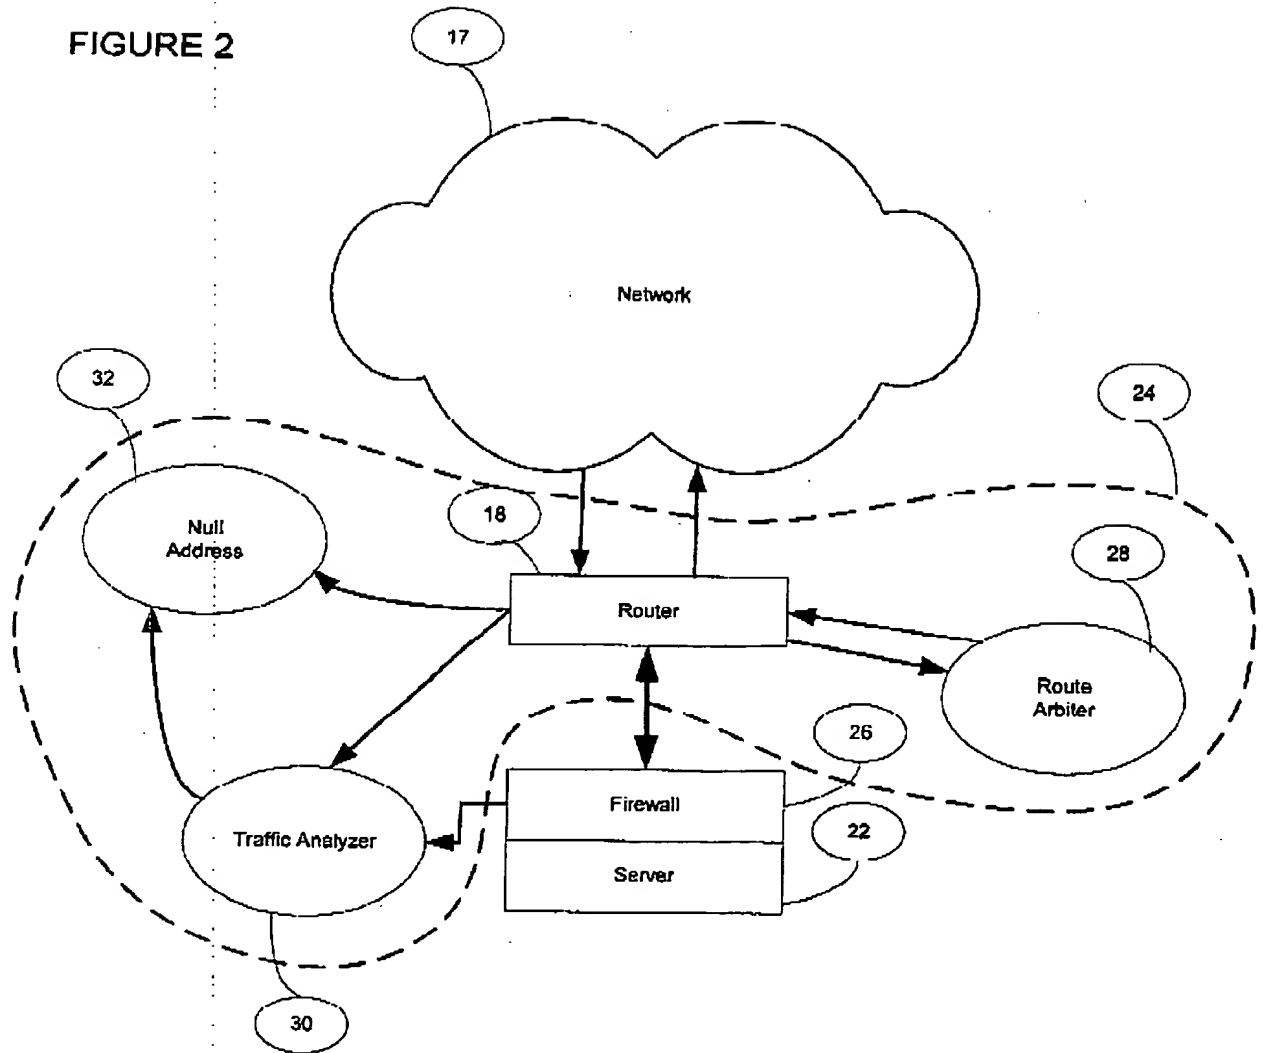 FIGURE 2
17
Network
32
24
18
Null
Address
28
Router
Route
Arbiter
26
Firewall
22
Traffic Analyzer
Server
30